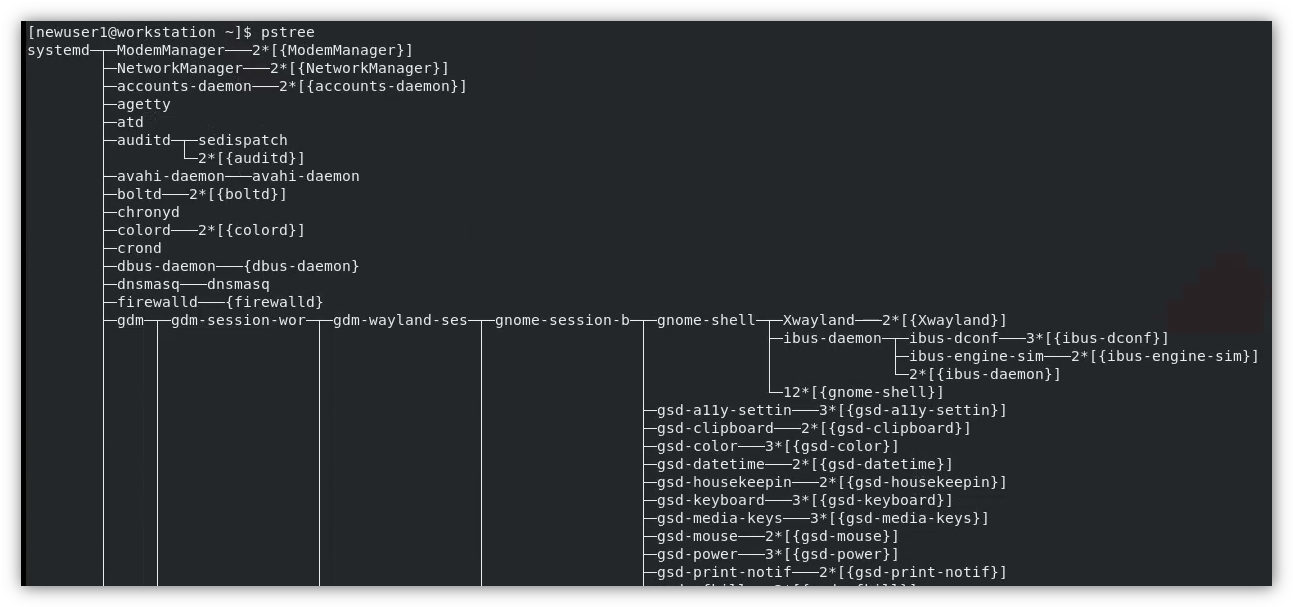 [newuser1@workstation ~]$ pstree
systemd─┬─ModemManager───2*[{ModemManager}]
        ├─NetworkManager───2*[{NetworkManager}]
        ├─accounts-daemon───2*[{accounts-daemon}]
        ├─agetty
        ├─atd
        ├─auditd─┬─sedispatch
        │        └─2*[{auditd}]
        ├─avahi-daemon───avahi-daemon
        ├─boltd───2*[{boltd}]
        ├─chronyd
        ├─colord───2*[{colord}]
        ├─crond
        ├─dbus-daemon───{dbus-daemon}
        ├─dnsmasq───dnsmasq
        ├─firewalld───{firewalld}
        ├─gdm─┬─gdm-session-wor─┬─gdm-wayland-ses─┬─gnome-session-b─┬─gnome-shell─┬─Xwayland───2*[{Xwayland}]
        │     │                 │                 │                 │             ├─ibus-daemon─┬─ibus-dconf───3*[{ibus-dconf}]
        │     │                 │                 │                 │             │             ├─ibus-engine-sim───2*[{ibus-engine-sim}]
        │     │                 │                 │                 │             │             └─2*[{ibus-daemon}]
        │     │                 │                 │                 │             └─12*[{gnome-shell}]
        │     │                 │                 │                 ├─gsd-a11y-settin───3*[{gsd-a11y-settin}]
        │     │                 │                 │                 ├─gsd-clipboard───2*[{gsd-clipboard}]
        │     │                 │                 │                 ├─gsd-color───3*[{gsd-color}]
        │     │                 │                 │                 ├─gsd-datetime───2*[{gsd-datetime}]
        │     │                 │                 │                 ├─gsd-housekeepin───2*[{gsd-housekeepin}]
        │     │                 │                 │                 ├─gsd-keyboard───3*[{gsd-keyboard}]
        │     │                 │                 │                 ├─gsd-media-keys───3*[{gsd-media-keys}]
        │     │                 │                 │                 ├─gsd-mouse───2*[{gsd-mouse}]
        │     │                 │                 │                 ├─gsd-power───3*[{gsd-power}]
        │     │                 │                 │                 ├─gsd-print-notif───2*[{gsd-print-notif}]